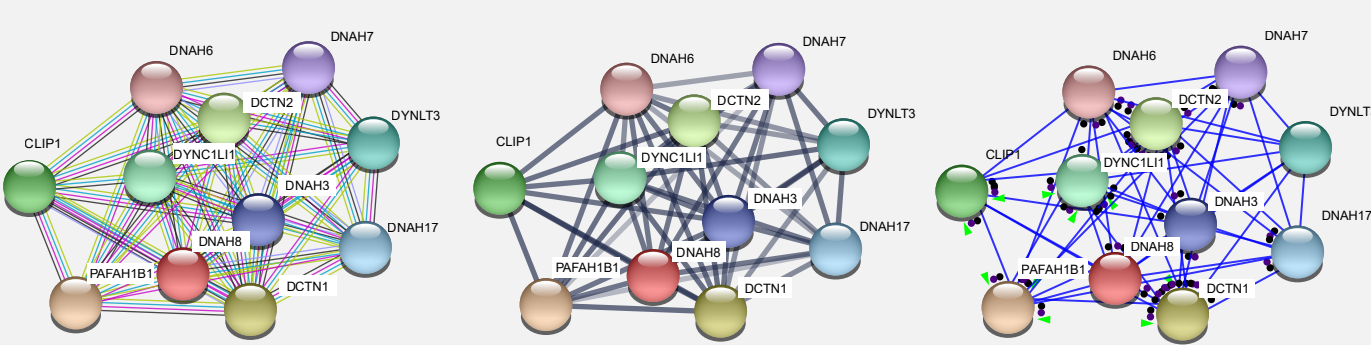 DNAH6
DNAH7
DCTN2
DYNLT3
CLIP1
DYNC1LI1
DNAH3
DNAH17
DNAH8
PAFAH1B1
DCTN1
DNAH6
DNAH7
DCTN2
DYNLT3
CLIP1
DYNC1LI1
DNAH3
DNAH17
DNAH8
PAFAH1B1
DCTN1
DNAH6
DNAH7
DCTN2
DYNLT
CLIP1
DYNC1LI1
DNAH3
DNAH17
DNAH8
PAFAH1B1
DCTN1